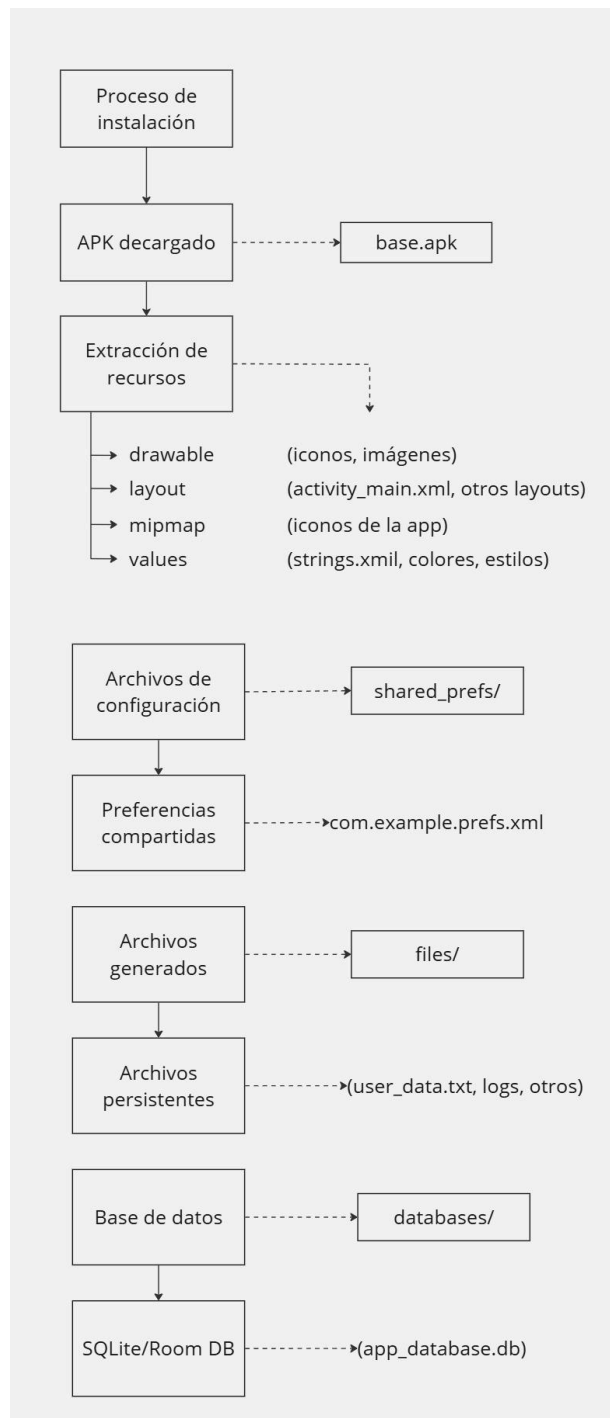 Proceso de
instalación
APK decargado
base.apk
Extracción de
recursos
drawable (iconos, imágenes)
layout (activity_main.xml, otros layouts)
mipmap (iconos de la app)
values (strings.xmil, colores, estilos)
Archivos de
configuración
shared_prefs/
Preferencias
compartidas
com.example.prefs.xml
Archivos
generados
files/
Archivos
persistentes
(user_data.txt, logs, otros)
Base de datos
databases/
SQLite/Room DB
(app_database.db)